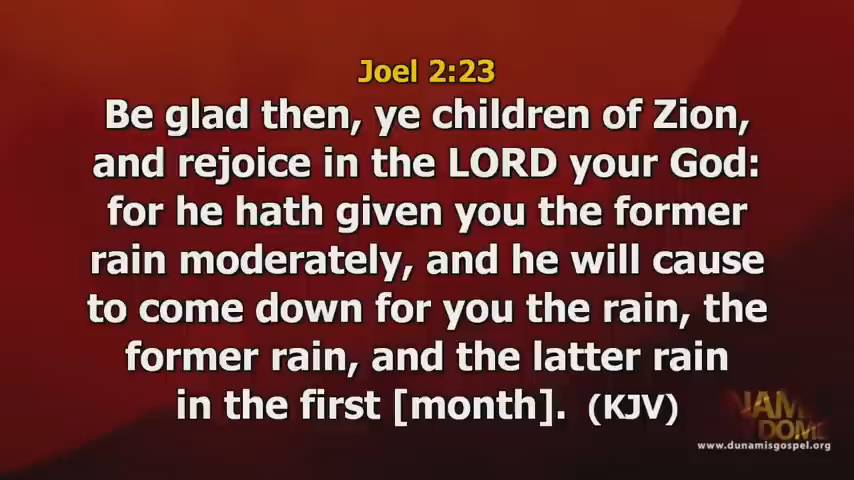 Joel 2:23
Be glad then, ye children of Zion,
and rejoice in the LORD your God:
for he hath given you the former
rain moderately, and he will cause
to come down for you the rain, the
former rain, and the latter rain
in the first [month]. (KJV)
NAM
DOME
www.dunamisgospel.org